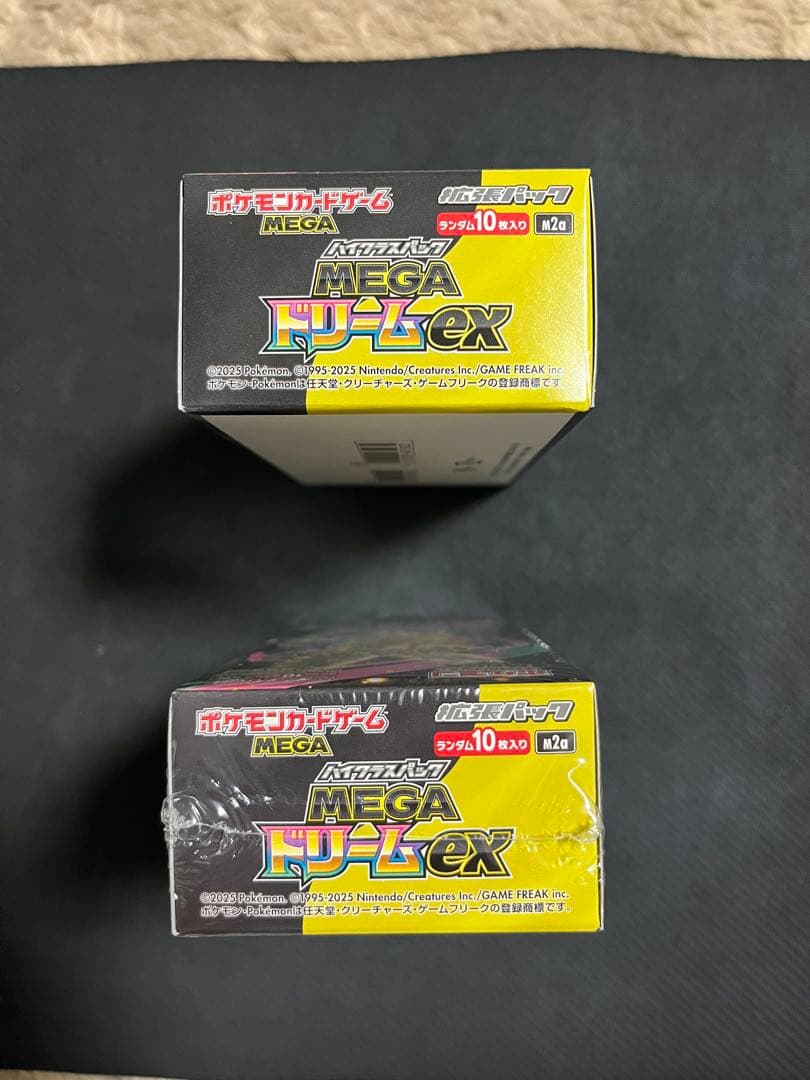 ポケモンカードゲーム
MEGA
拡張パック
ランダム10枚入り M2a
ハイクラスパック
MEGA
ドリームex
©2025 Pokémon. ©1995-2025 Nintendo/Creatures Inc./GAME FREAK inc.
ポケモン・Pokémonは任天堂・クリーチャーズ・ゲームフリークの登録商標です。
ポケモンカードゲーム
MEGA
拡張パック
ランダム10枚入り M2a
ハイクラスパック
MEGA
ドリームex
©2025 Pokémon. ©1995-2025 Nintendo/Creatures Inc./GAME FREAK inc.
ポケモン・Pokémonは任天堂・クリーチャーズ・ゲームフリークの登録商標です。